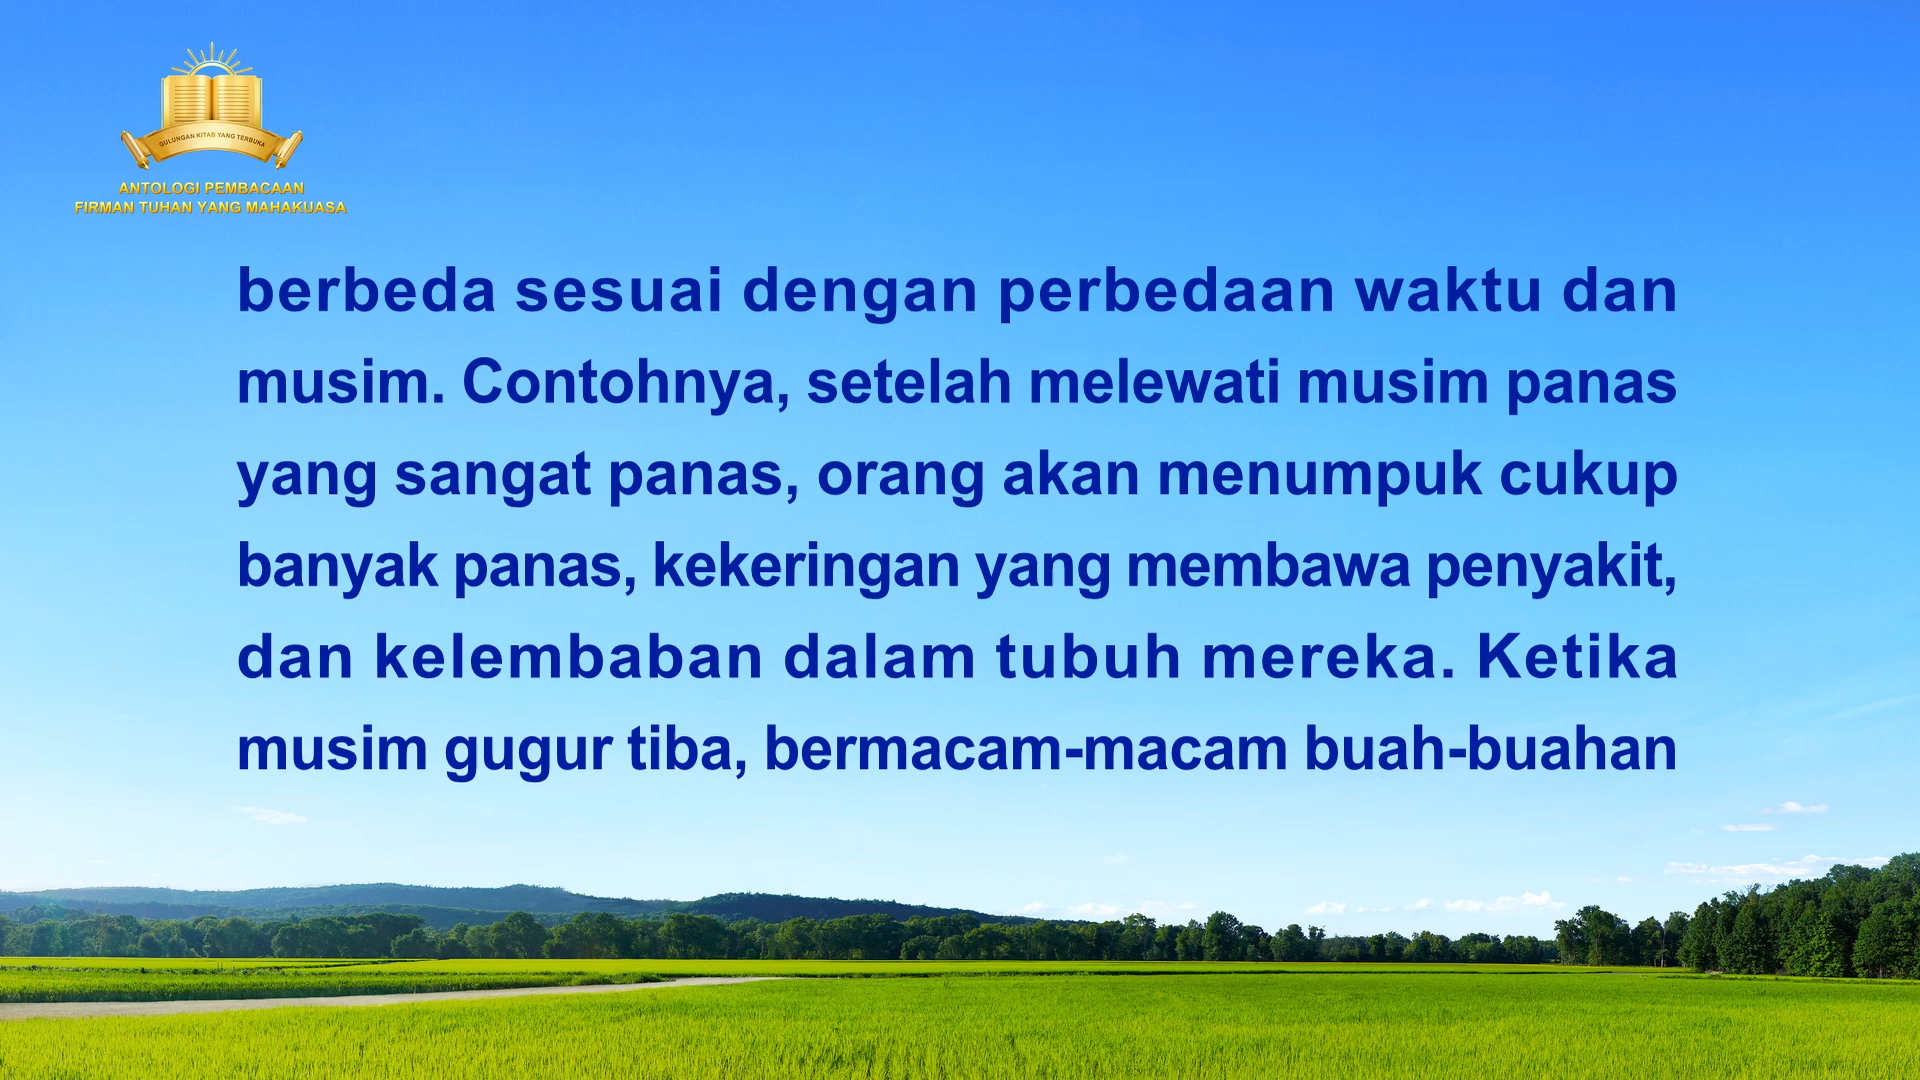 GULUNGAN KITAB YANG TERBUKA
ANTOLOGI PEMBACAAN
FIRMAN TUHAN YANG MAHAKUASA
berbeda sesuai dengan perbedaan waktu dan
musim. Contohnya, setelah melewati musim panas
yang sangat panas, orang akan menumpuk cukup
banyak panas, kekeringan yang membawa penyakit,
dan kelembaban dalam tubuh mereka. Ketika
musim gugur tiba, bermacam-macam buah-buahan